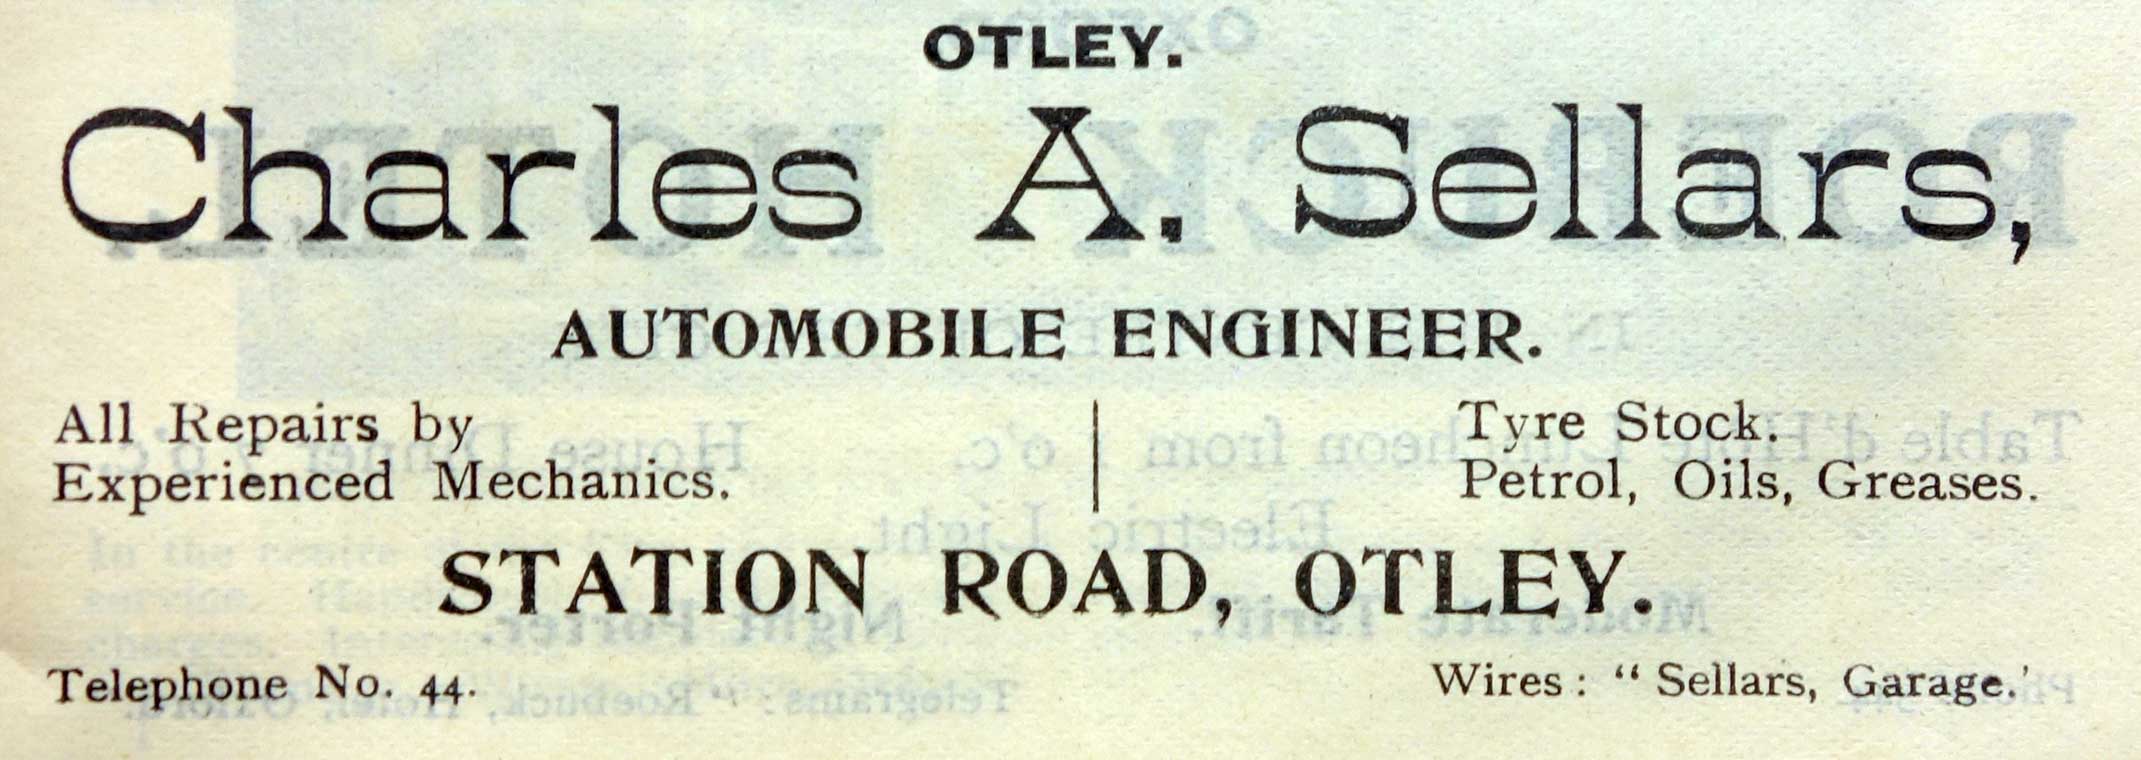 OTLEY.
Charles A. Sellars,
AUTOMOBILE ENGINEER.
All Repairs by
Experienced Mechanics.
Tyre Stock.
Petrol, Oils, Greases.
STATION ROAD, OTLEY.
Telephone No. 44.
Wires: "Sellars, Garage.'